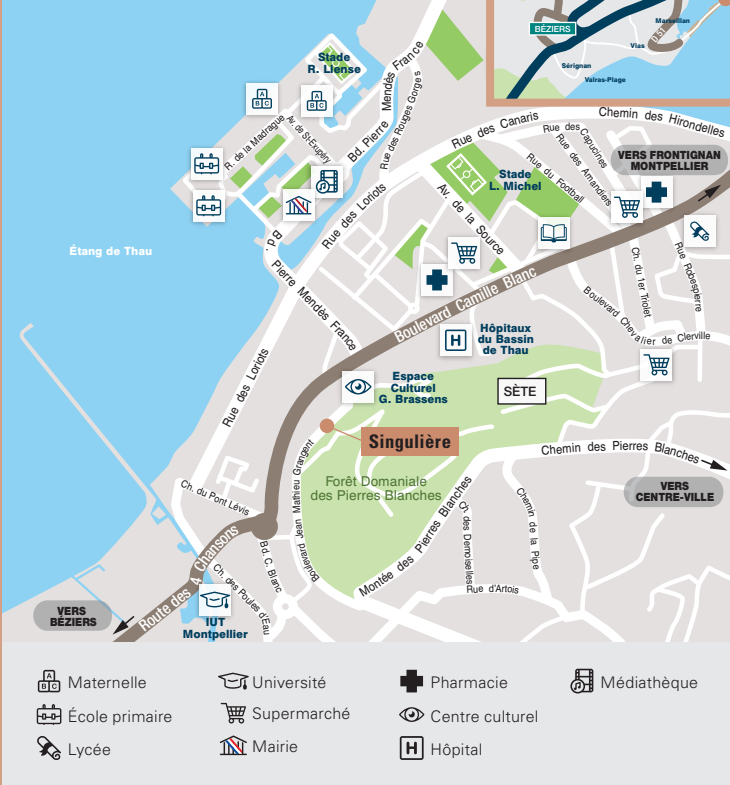 Marseillan
BÉZIERS
D 51
Vias
Sérignan
Valras-Plage
Stade
R. Llense
Bd. Pierre Mendès France
Rue des Rouges Gorges
R. de la Madrague
Av. de St-Exupéry
Rue des Canaris
Chemin des Hirondelles
Rue des Capucines
Rue des Amandiers
VERS FRONTIGNAN
MONTPELLIER
Stade
L. Michel
Rue du Football
Av. de la Source
Rue des Loriots
Étang de Thau
Bd. Pierre Mendès France
Boulevard Camille Blanc
Ch. du 1er Triolet
Rue Robespierre
Boulevard Chevalier de Clerville
Hôpitaux
du Bassin
de Thau
Espace
Culturel
G. Brassens
SÈTE
Rue des Loriots
Singulière
Chemin des Pierres Blanches
VERS
CENTRE-VILLE
Forêt Domaniale
des Pierres Blanches
Boulevard Jean Mathieu Grangent
Ch. du Pont Lévis
Montée des Pierres Blanches
Ch. des Demoiselles
Chemin de la Pipe
Rue d'Artois
Bd. C. Blanc
Ch. des Poules d'Eau
Route des 4 Chansons
VERS
BÉZIERS
IUT
Montpellier
A
B C
A
B C
H
A
B C
Maternelle
Université
Pharmacie
Médiathèque
École primaire
Supermarché
Centre culturel
Lycée
Mairie
H
Hôpital